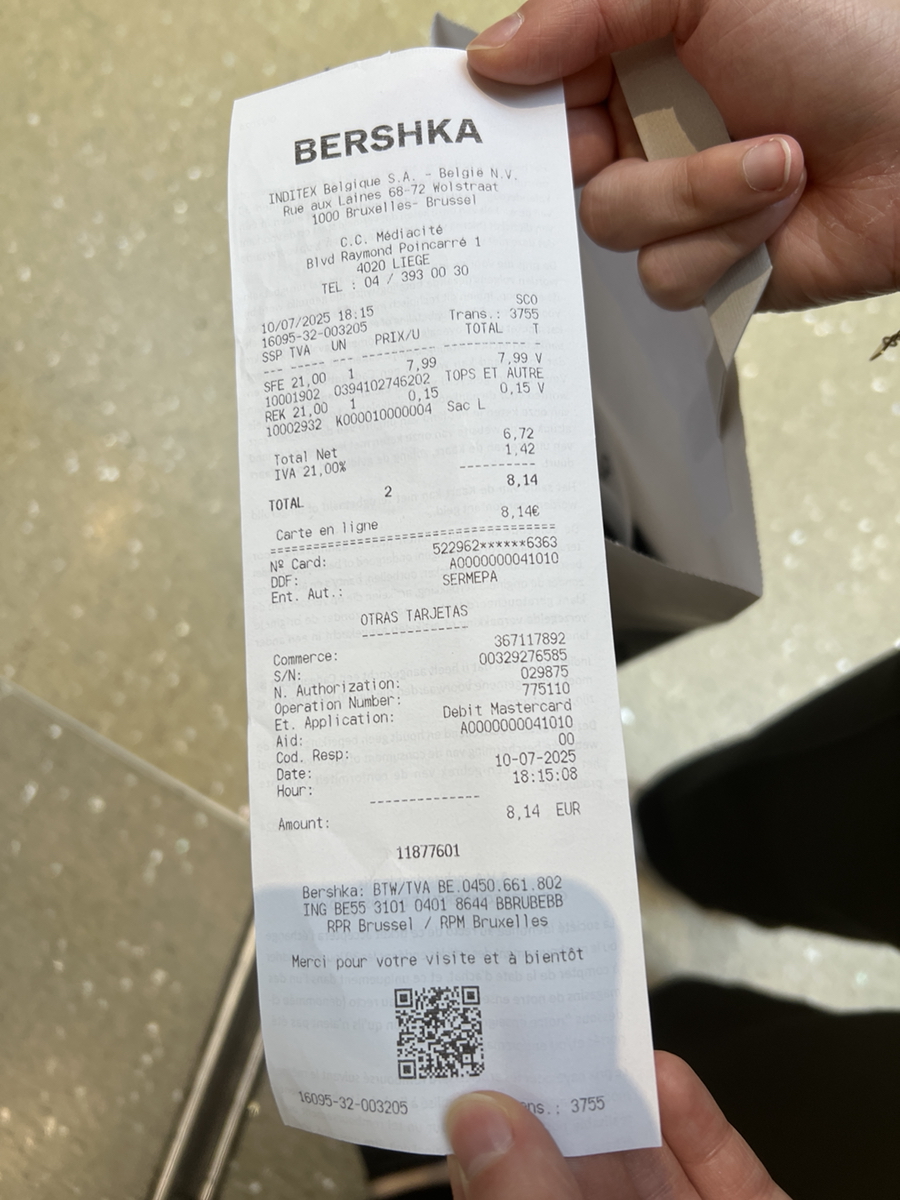 BERSHKA
INDITEX Belgique S.A. - België N.V.
Rue aux Laines 68-72 Wolstraat
1000 Bruxelles- Brussel
C.C. Médiacité
Blvd Raymond Poincarré 1
4020 LIEGE
TEL : 04 / 393 00 30
SCO
10/07/2025 18:15 Trans.: 3755
16095-32-003205
SSP TVA UN PRIX/U TOTAL T
SFE 21,00 1 7,99 7,99 V
10001902 0394102746202 TOPS ET AUTRE
REK 21,00 1 0,15 0,15 V
10002932 K000010000004 Sac L
Total Net 6,72
IVA 21,00% 1,42
TOTAL 2 8,14
Carte en ligne 8,14€
Nº Card: 522962******6363
DDF: A0000000041010
Ent. Aut.: SERMEPA
OTRAS TARJETAS
Commerce: 367117892
S/N: 00329276585
N. Authorization: 029875
Operation Number: 775110
Et. Application: Debit Mastercard
Aid: A0000000041010
Cod. Resp: 00
Date: 10-07-2025
Hour: 18:15:08
Amount: 8,14 EUR
11877601
Bershka: BTW/TVA BE.0450.661.802
ING BE55 3101 0401 8644 BBRUBEBB
RPR Brussel / RPM Bruxelles
Merci pour votre visite et à bientôt
16095-32-003205 ns.: 3755